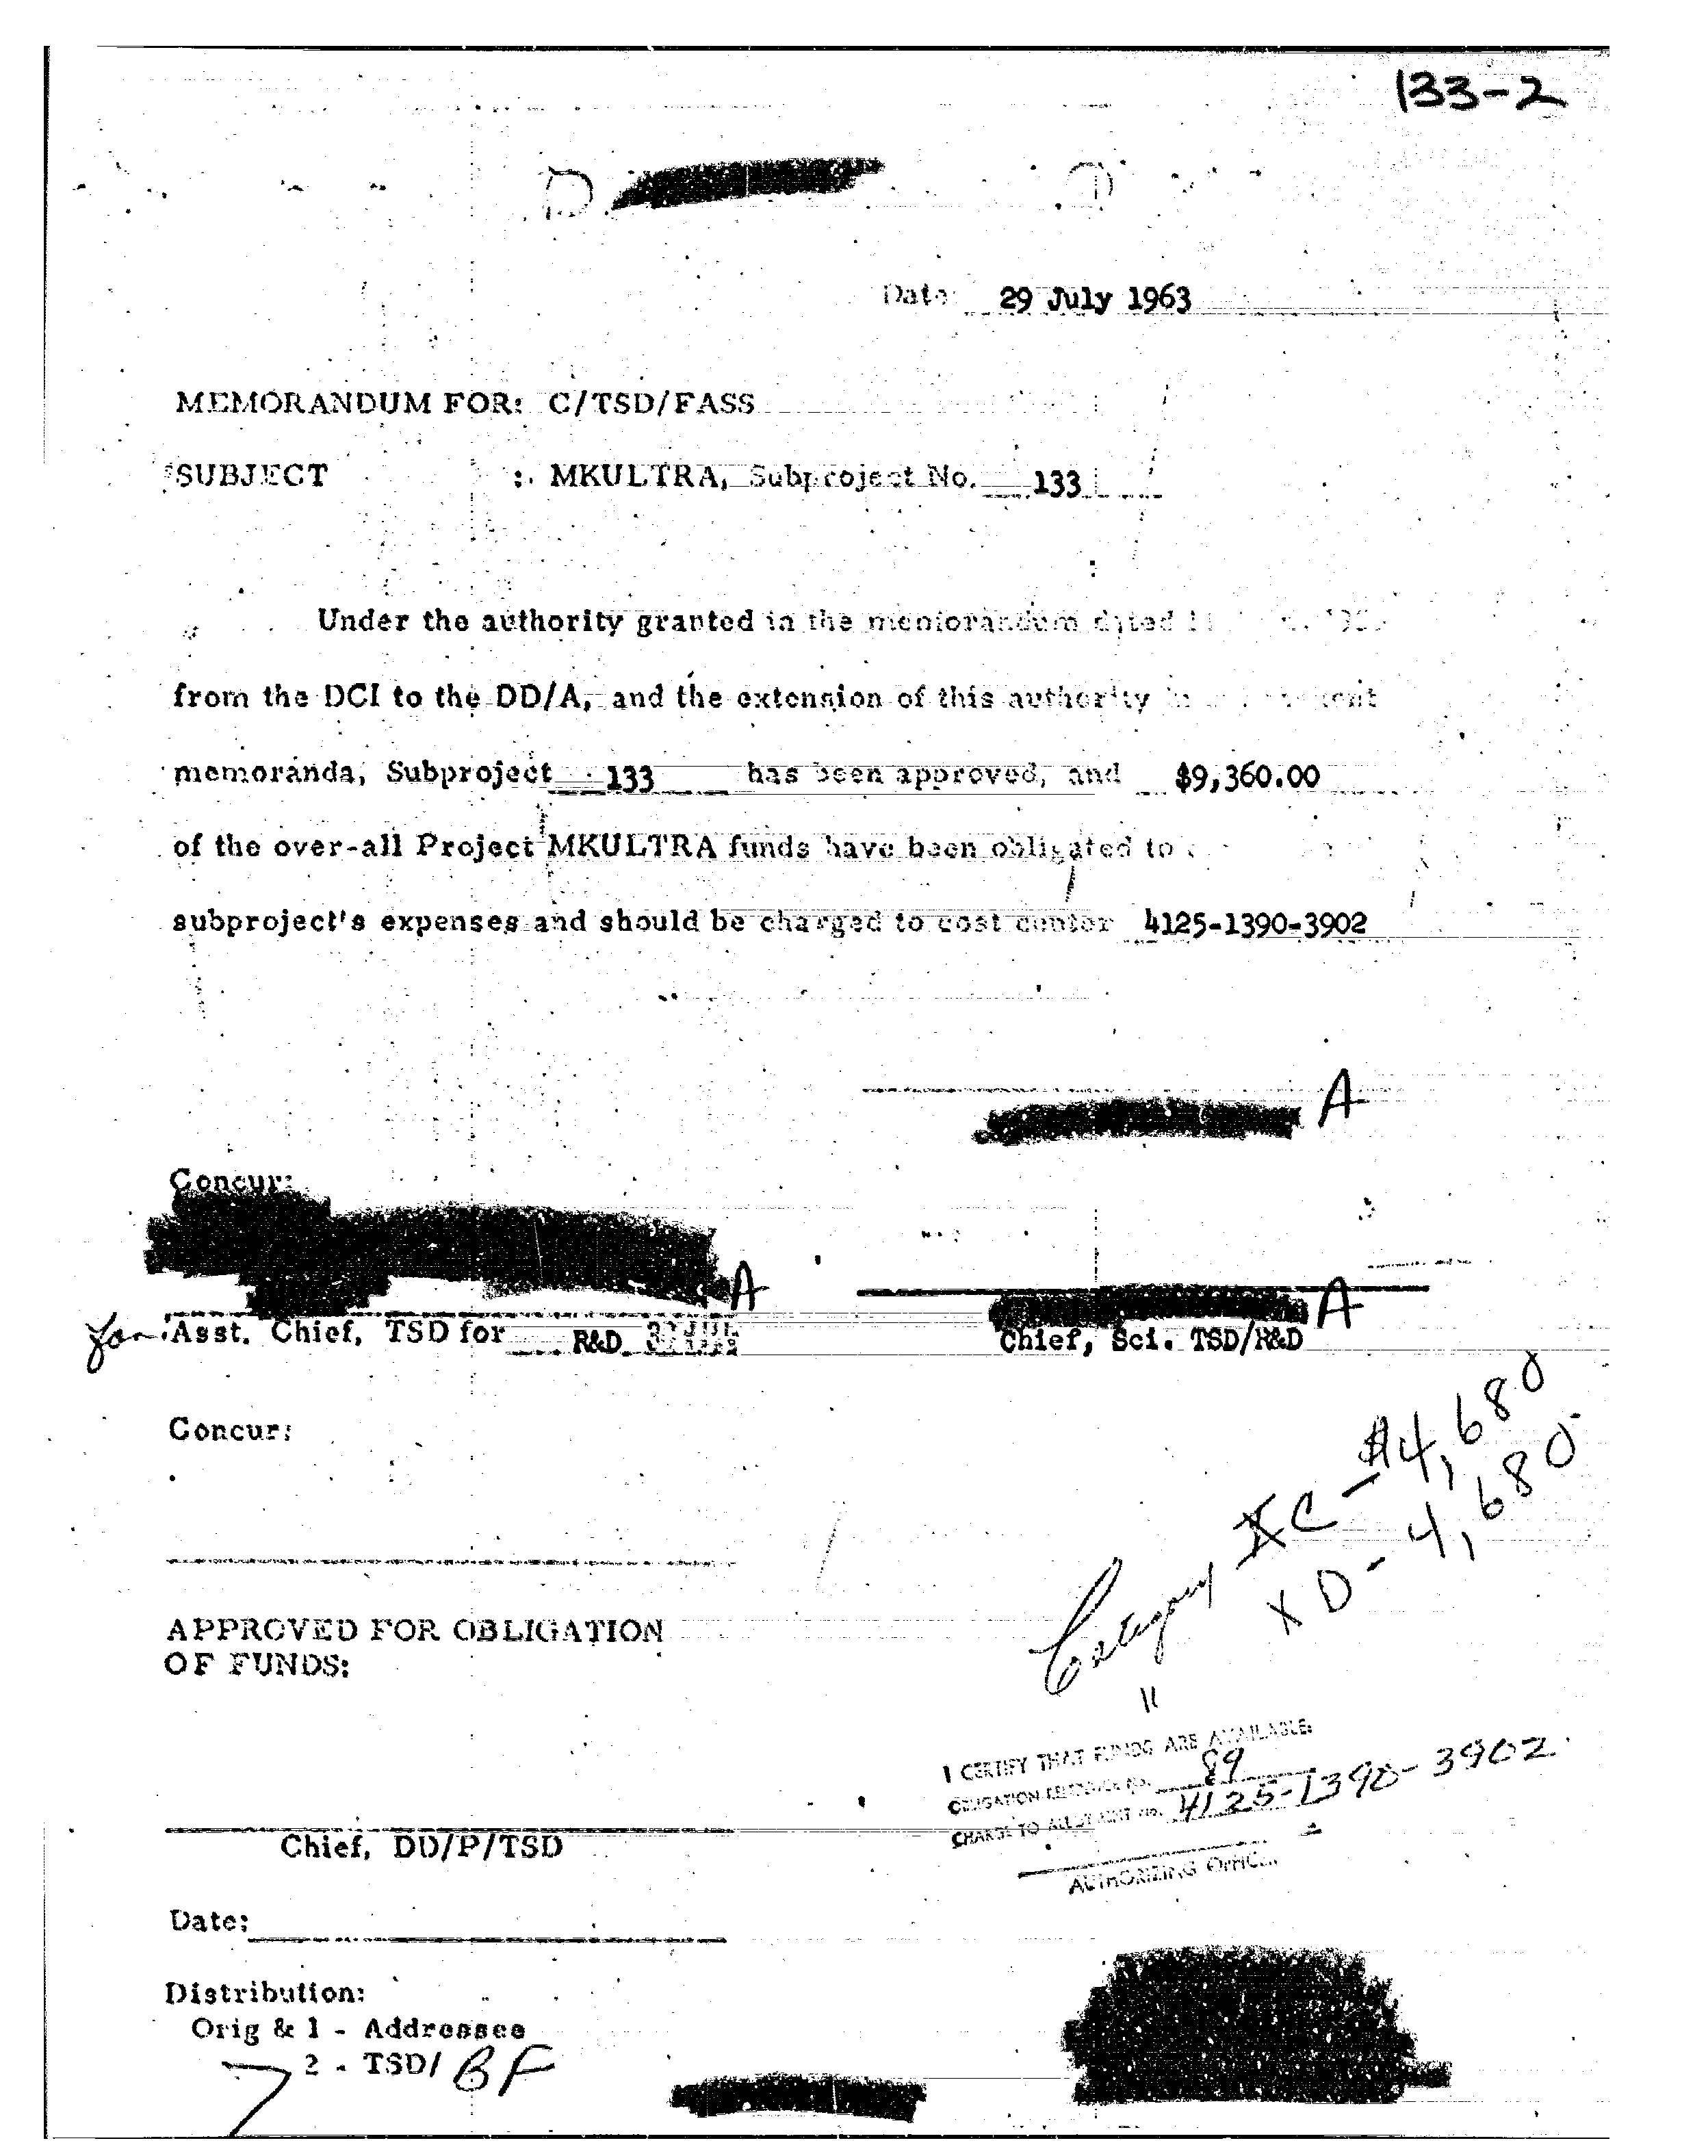 133-2
Date: 29 July 1963
MEMORANDUM FOR: C/TSD/FASS
SUBJECT : MKULTRA, Subproject No. 133
Under the authority granted in the memorandum dated
from the DCI to the DD/A, and the extension of this authority
memoranda, Subproject 133 has been approved, and $9,360.00
of the over-all Project MKULTRA funds have been obligated to
subproject's expenses and should be charged to cost center 4125-1390-3902
A
Concur:
A
A
for Asst. Chief, TSD for R&D
Chief, Sci. TSD/R&D
Concur:
Category XC - $4,680
XD - 4,680
APPROVED FOR OBLIGATION
OF FUNDS:
I CERTIFY THAT FUNDS ARE AVAILABLE:
OBLIGATION REFERENCE No. 89
CHARGE TO ALLOTMENT No. 4125-1390-3902
AUTHORIZING OFFICER
Chief, DD/P/TSD
Date:
Distribution:
Orig & 1 - Addressee
2 - TSD/ BF